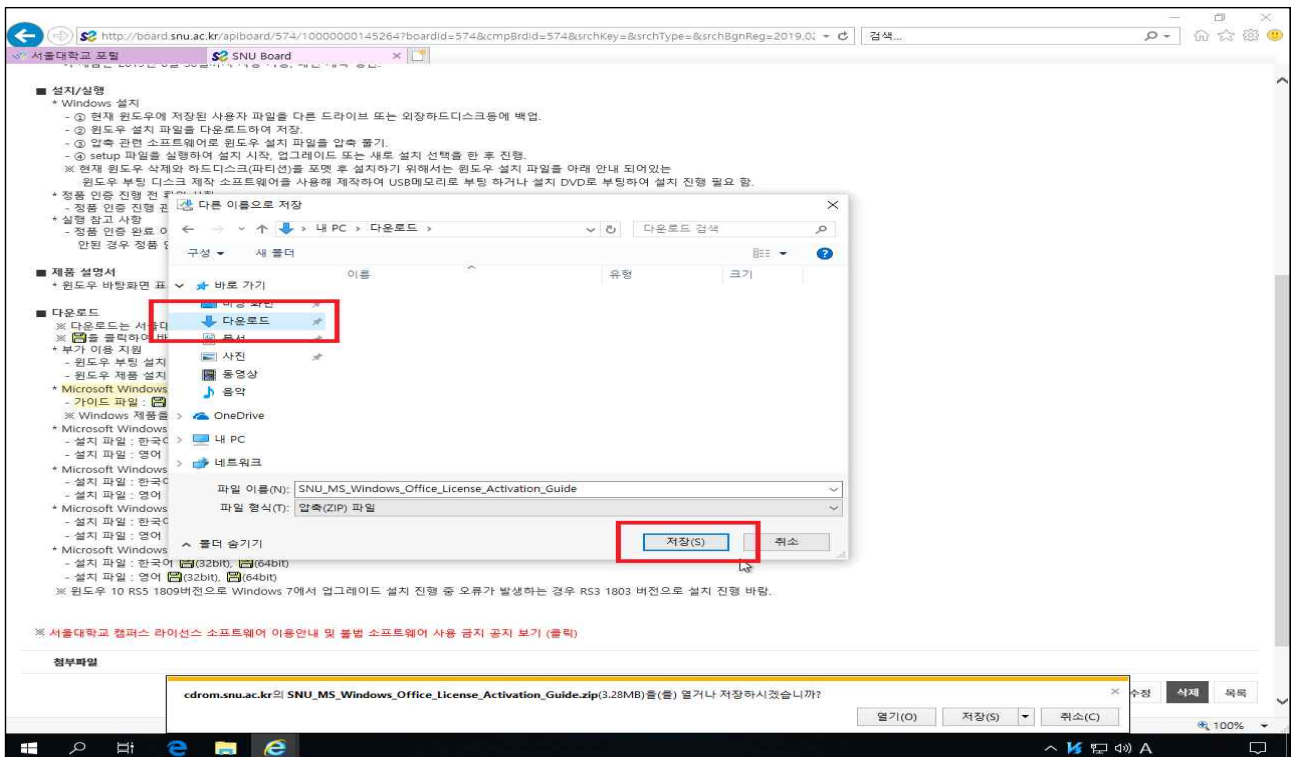 http://board.snu.ac.kr/apiboard/574/10000000145264?boardId=574&cmpBrdId=574&srchKey=&srchType=&srchBgnReg=2019.02
검색...
서울대학교 포털
SNU Board
■ 설치/실행
* Windows 설치
- ① 현재 윈도우에 저장된 사용자 파일을 다른 드라이브 또는 외장하드디스크등에 백업.
- ② 윈도우 설치 파일을 다운로드하여 저장.
- ③ 압축 관련 소프트웨어로 윈도우 설치 파일을 압축 풀기.
- ④ setup 파일을 실행하여 설치 시작, 업그레이드 또는 새로 설치 선택을 한 후 진행.
※ 현재 윈도우 삭제와 하드디스크(파티션)을 포멧 후 설치하기 위해서는 윈도우 설치 파일을 아래 안내 되어있는
윈도우 부팅 디스크 제작 소프트웨어를 사용해 제작하여 USB메모리로 부팅 하거나 설치 DVD로 부팅하여 설치 진행 필요 함.
* 정품 인증 진행 전
- 정품 인증 진행 관
* 실행 참고 사항
- 정품 인증 완료
안된 경우 정품
■ 제품 설명서
* 윈도우 바탕화면
■ 다운로드
※ 다운로드는 서울대
※ 을 클릭하여
* 부가 이용 지원
- 윈도우 부팅 설치
- 윈도우 제품 설치
* Microsoft Windows
- 가이드 파일 :
※ Windows 제품을
* Microsoft Windows
- 설치 파일 : 한국어
- 설치 파일 : 영어
* Microsoft Windows
- 설치 파일 : 한국어
- 설치 파일 : 영어
* Microsoft Windows
- 설치 파일 : 한국어
- 설치 파일 : 영어
* Microsoft Windows
- 설치 파일 : 한국어 (32bit), (64bit)
- 설치 파일 : 영어 (32bit), (64bit)
※ 윈도우 10 RS5 1809버전으로 Windows 7에서 업그레이드 설치 진행 중 오류가 발생하는 경우 RS3 1803 버전으로 설치 진행 바람.
다른 이름으로 저장
내 PC > 다운로드 >
다운로드 검색
구성
새 폴더
이름
유형
크기
바로 가기
바탕 화면
다운로드
문서
사진
동영상
음악
OneDrive
내 PC
네트워크
파일 이름(N): SNU_MS_Windows_Office_License_Activation_Guide
파일 형식(T): 압축(ZIP) 파일
폴더 숨기기
저장(S)
취소
※ 서울대학교 캠퍼스 라이선스 소프트웨어 이용안내 및 불법 소프트웨어 사용 금지 공지 보기 (클릭)
첨부파일
cdrom.snu.ac.kr의 SNU_MS_Windows_Office_License_Activation_Guide.zip(3.28MB)을(를) 열거나 저장하시겠습니까?
열기(O)
저장(S)
취소(C)
수정
삭제
목록
100%
A